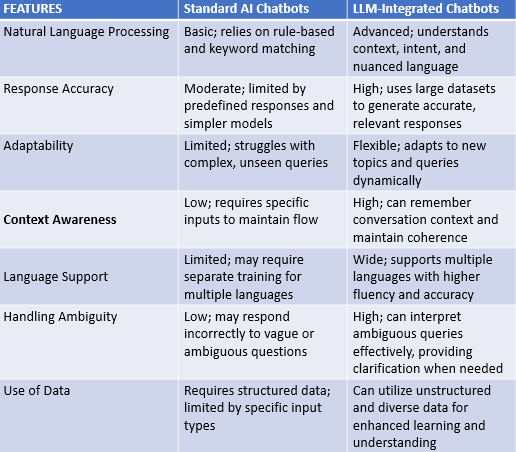 FEATURES Standard AI Chatbots LLM-Integrated Chatbots
Natural Language Processing Basic; relies on rule-based Advanced; understands
and keyword matching context, intent, and
nuanced language
Response Accuracy Moderate; limited by High; uses large datasets
predefined responses and to generate accurate,
simpler models relevant responses
Adaptability Limited; struggles with Flexible; adapts to new
complex, unseen queries topics and queries
dynamically
Low; requires specific High; can remember
Context Awareness inputs to maintain flow conversation context and
maintain coherence
Limited; may require Wide; supports multiple
Language Support separate training for languages with higher
multiple languages fluency and accuracy
Handling Ambiguity Low; may respond High; can interpret
incorrectly to vague or ambiguous queries
ambiguous questions effectively, providing
clarification when needed
Use of Data Requires structured data; Can utilize unstructured
limited by specific input and diverse data for
types enhanced learning and
understanding